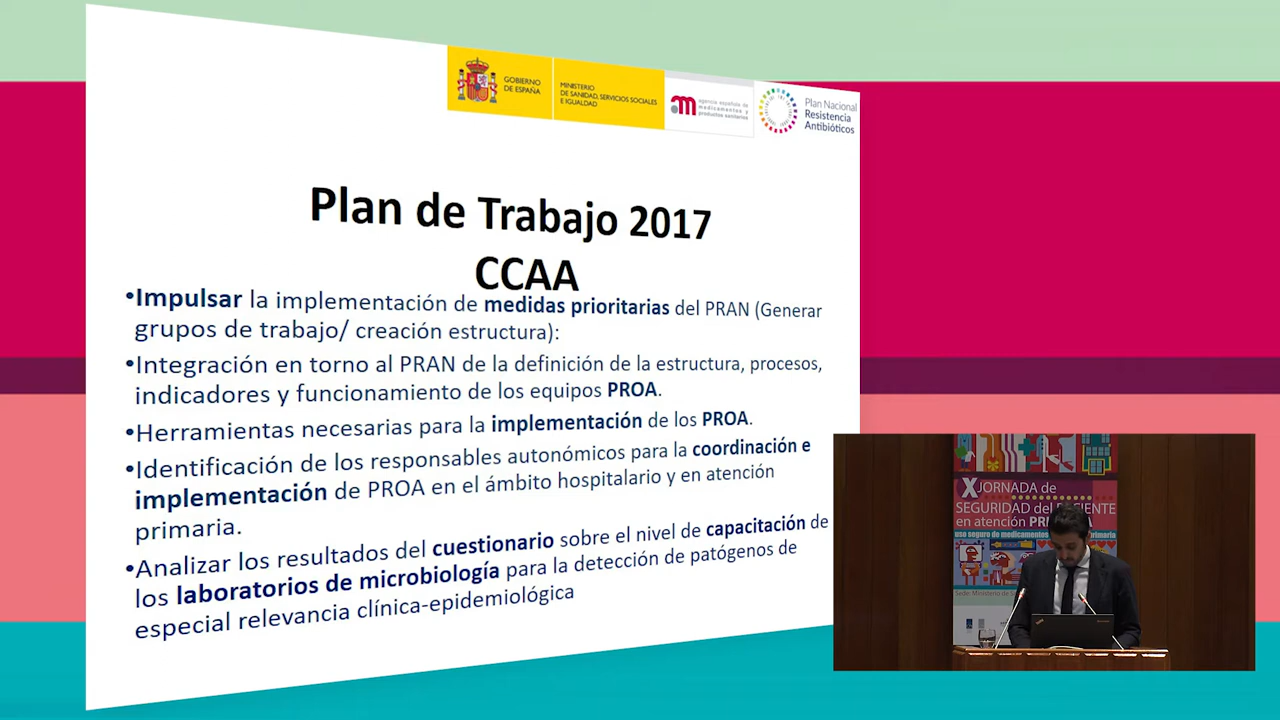 GOBIERNO
DE ESPAÑA
MINISTERIO
DE SANIDAD, SERVICIOS SOCIALES
E IGUALDAD
agencia española de
medicamentos y
productos sanitarios
Plan Nacional
Resistencia
Antibióticos
Plan de Trabajo 2017
CCAA
•Impulsar la implementación de medidas prioritarias del PRAN (Generar
grupos de trabajo/ creación estructura):
•Integración en torno al PRAN de la definición de la estructura, procesos,
indicadores y funcionamiento de los equipos PROA.
•Herramientas necesarias para la implementación de los PROA.
•Identificación de los responsables autonómicos para la coordinación e
implementación de PROA en el ámbito hospitalario y en atención
primaria.
•Analizar los resultados del cuestionario sobre el nivel de capacitación de
los laboratorios de microbiología para la detección de patógenos de
especial relevancia clínica-epidemiológica
X JORNADA de
SEGURIDAD del
en atención
uso seguro de medicamentos